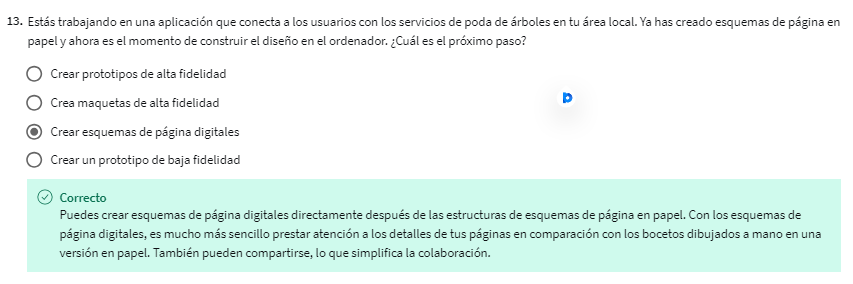 13. Estás trabajando en una aplicación que conecta a los usuarios con los servicios de poda de árboles en tu área local. Ya has creado esquemas de página en
papel y ahora es el momento de construir el diseño en el ordenador. ¿Cuál es el próximo paso?
Crear prototipos de alta fidelidad
Crea maquetas de alta fidelidad
Crear esquemas de página digitales
Crear un prototipo de baja fidelidad
Correcto
Puedes crear esquemas de página digitales directamente después de las estructuras de esquemas de página en papel. Con los esquemas de
página digitales, es mucho más sencillo prestar atención a los detalles de tus páginas en comparación con los bocetos dibujados a mano en una
versión en papel. También pueden compartirse, lo que simplifica la colaboración.